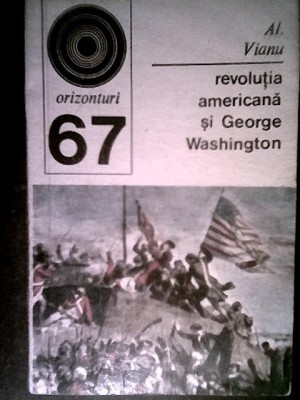 orizonturi
67
Al.
Vianu
revoluția
americană
și George
Washington